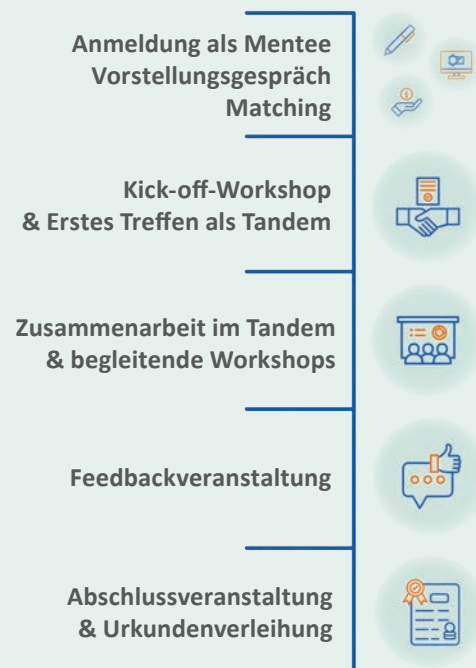 Anmeldung als Mentee
Vorstellungsgespräch
Matching
Kick-off-Workshop
& Erstes Treffen als Tandem
Zusammenarbeit im Tandem
& begleitende Workshops
Feedbackveranstaltung
Abschlussveranstaltung
& Urkundenverleihung